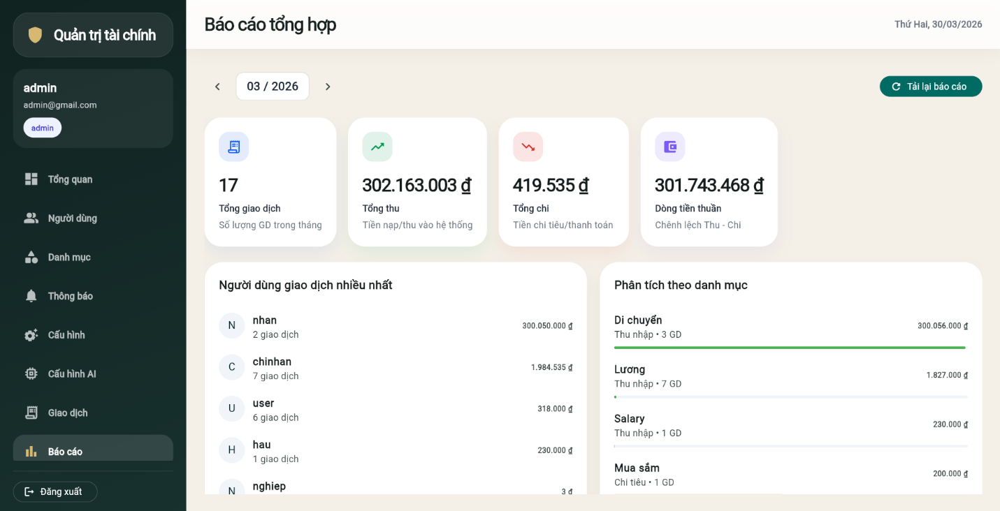 Quản trị tài chính
admin
admin@gmail.com
admin
Tổng quan
Người dùng
Danh mục
Thông báo
Cấu hình
Cấu hình AI
Giao dịch
Báo cáo
Đăng xuất
Báo cáo tổng hợp
Thứ Hai, 30/03/2026
03 / 2026
Tải lại báo cáo
17
Tổng giao dịch
Số lượng GD trong tháng
302.163.003 ₫
Tổng thu
Tiền nạp/thu vào hệ thống
419.535 ₫
Tổng chi
Tiền chi tiêu/thanh toán
301.743.468 ₫
Dòng tiền thuần
Chênh lệch Thu - Chi
Người dùng giao dịch nhiều nhất
N
nhan
2 giao dịch
300.050.000 ₫
C
chinhan
7 giao dịch
1.984.535 ₫
U
user
6 giao dịch
318.000 ₫
H
hau
1 giao dịch
230.000 ₫
N
nghiep
3 ₫
Phân tích theo danh mục
Di chuyển
Thu nhập • 3 GD
300.056.000 ₫
Lương
Thu nhập • 7 GD
1.827.000 ₫
Salary
Thu nhập • 1 GD
230.000 ₫
Mua sắm
Chi tiêu • 1 GD
200.000 ₫